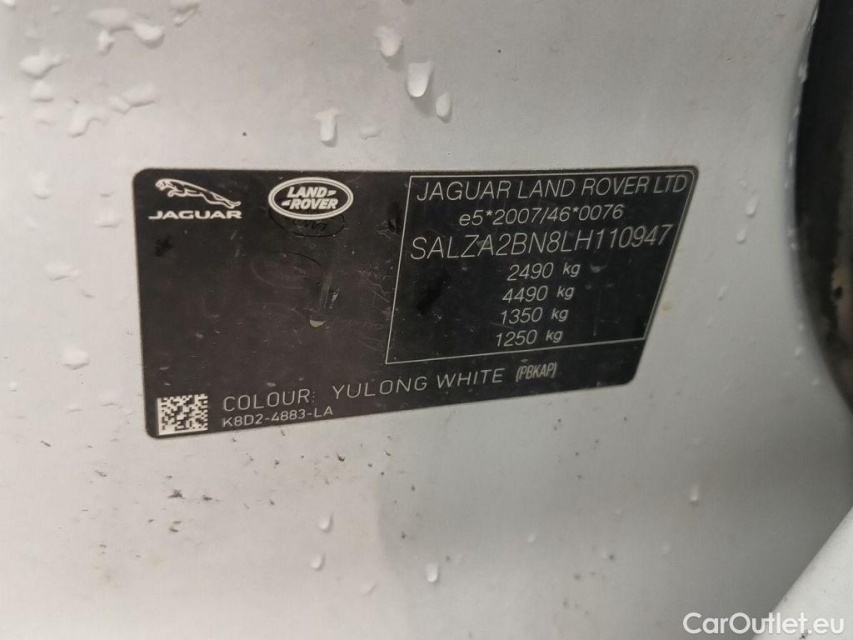 JAGUAR
LAND-
-ROVER
JAGUAR LAND ROVER LTD
e5*2007/46*0076
SALZA2BN8LH110947
2490 kg
4490 kg
1350 kg
1250 kg
COLOUR: YULONG WHITE (PBKAP)
K8D2-4883-LA
CarOutlet.eu